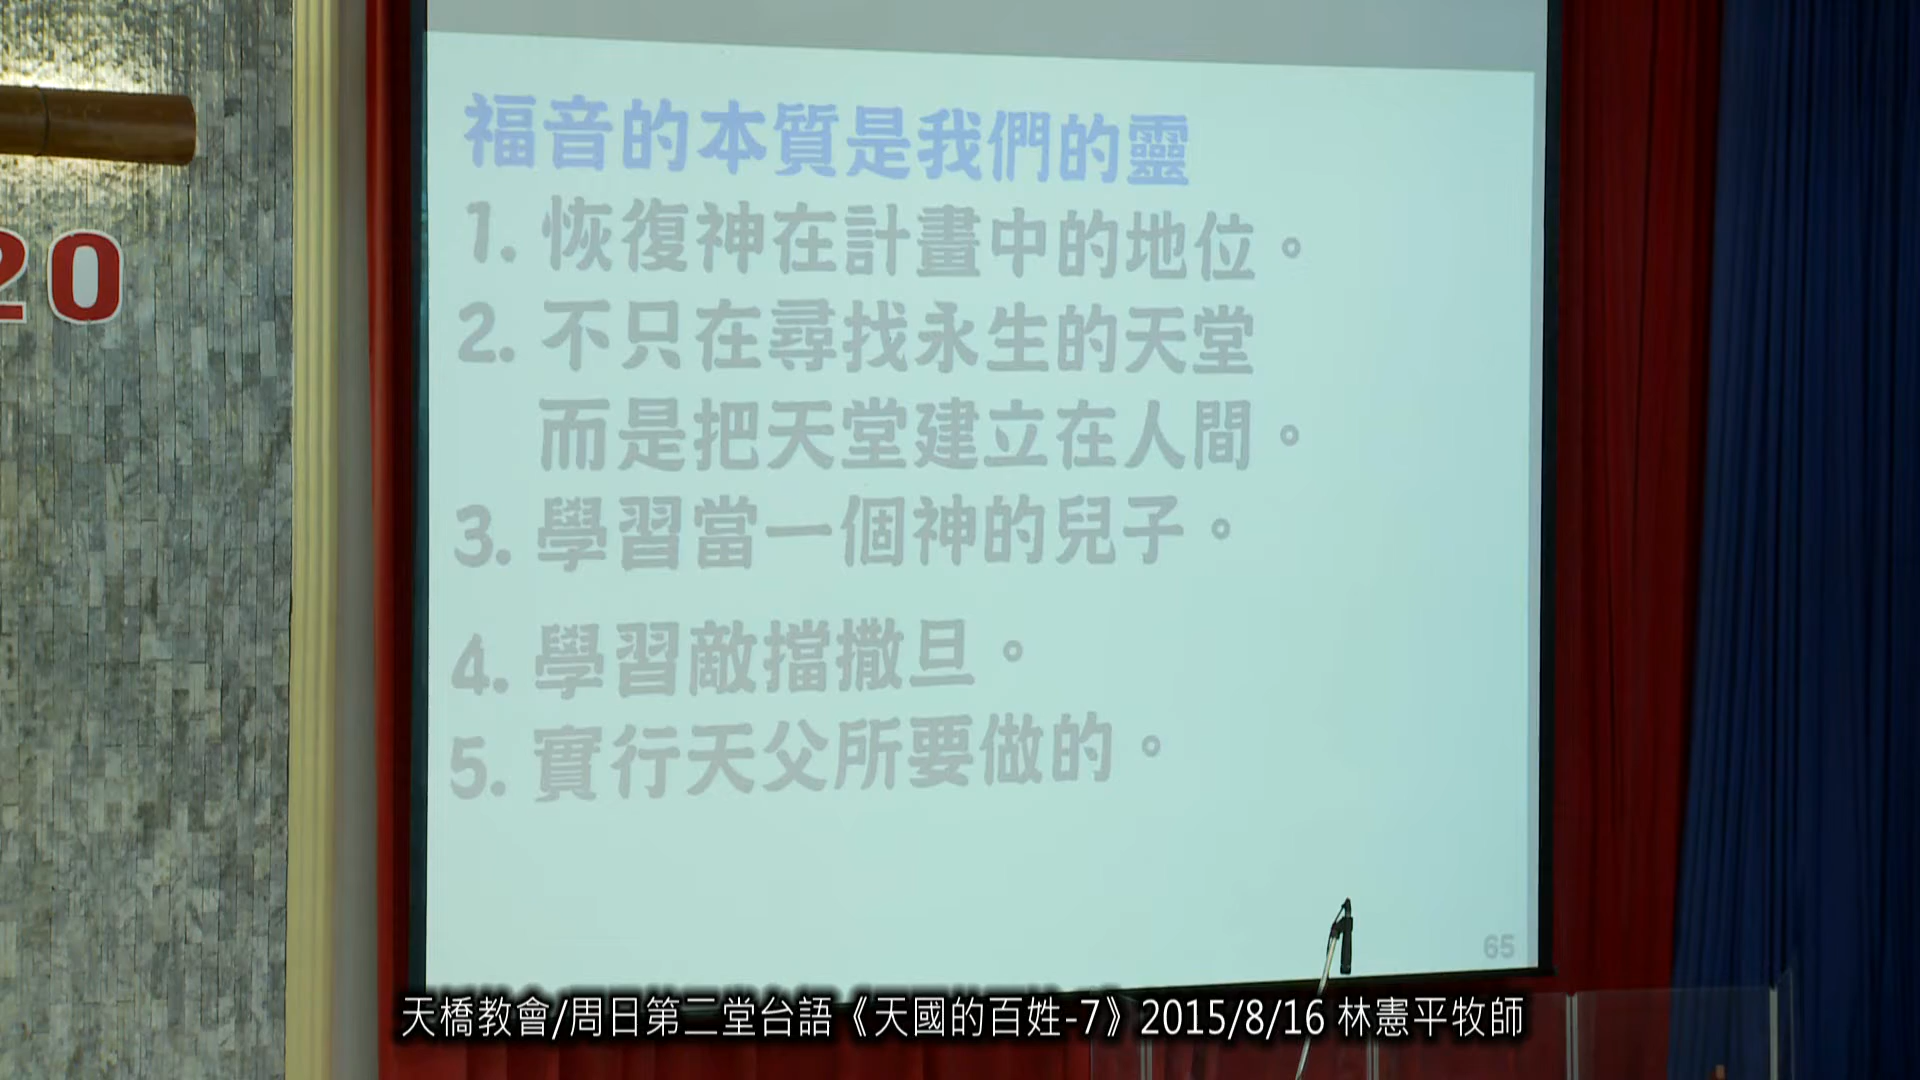 20
福音的本質是我們的靈
1. 恢復神在計畫中的地位。
2. 不只在尋找永生的天堂
而是把天堂建立在人間。
3. 學習當一個神的兒子。
4. 學習敵擋撒旦。
5. 實行天父所要做的。
65
天橋教會/周日第二堂台語《天國的百姓-7》2015/8/16 林憲平牧師